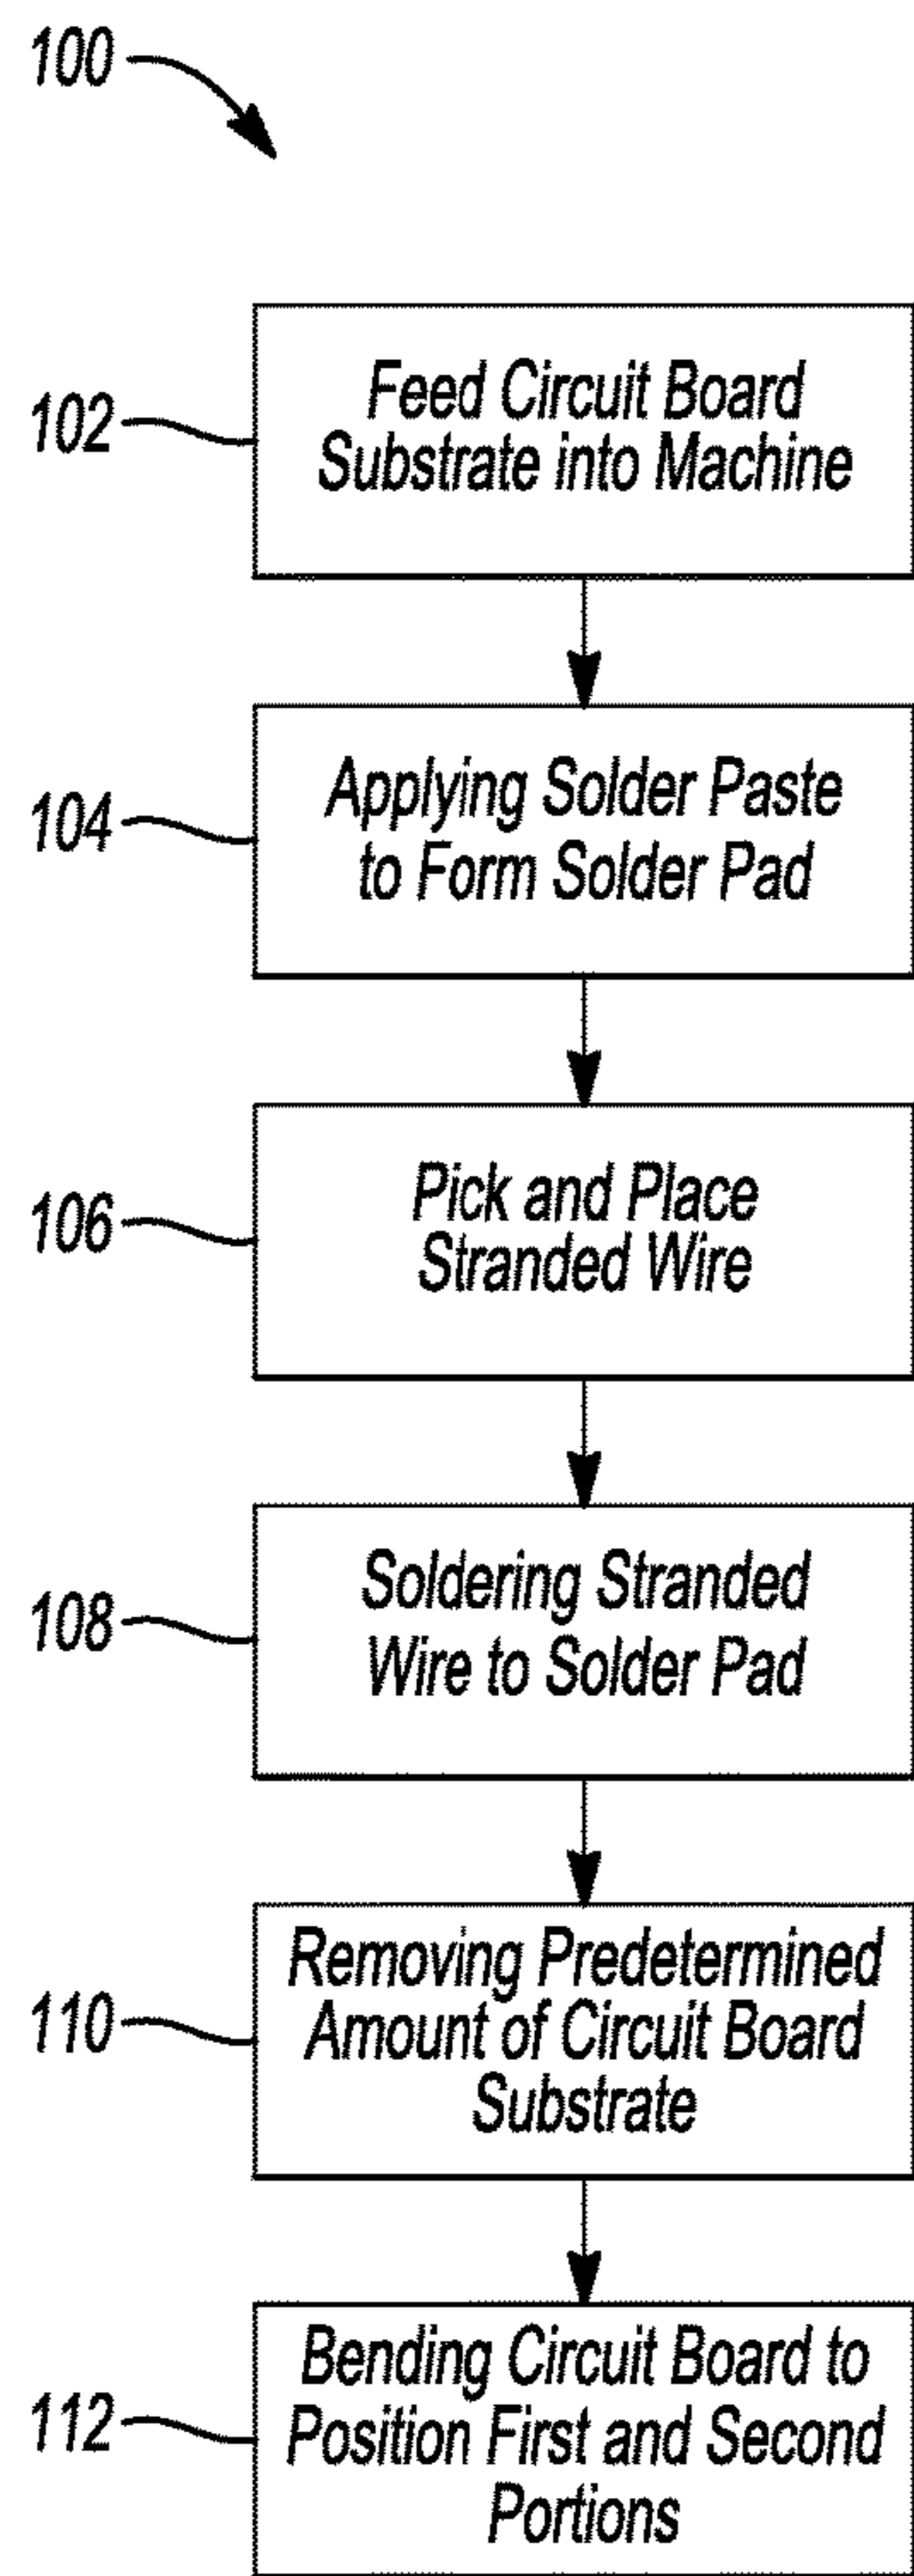 100
102
Feed Circuit Board
Substrate into Machine
104
Applying Solder Paste
to Form Solder Pad
106
Pick and Place
Stranded Wire
108
Soldering Stranded
Wire to Solder Pad
110
Removing Predetermined
Amount of Circuit Board
Substrate
112
Bending Circuit Board to
Position First and Second
Portions